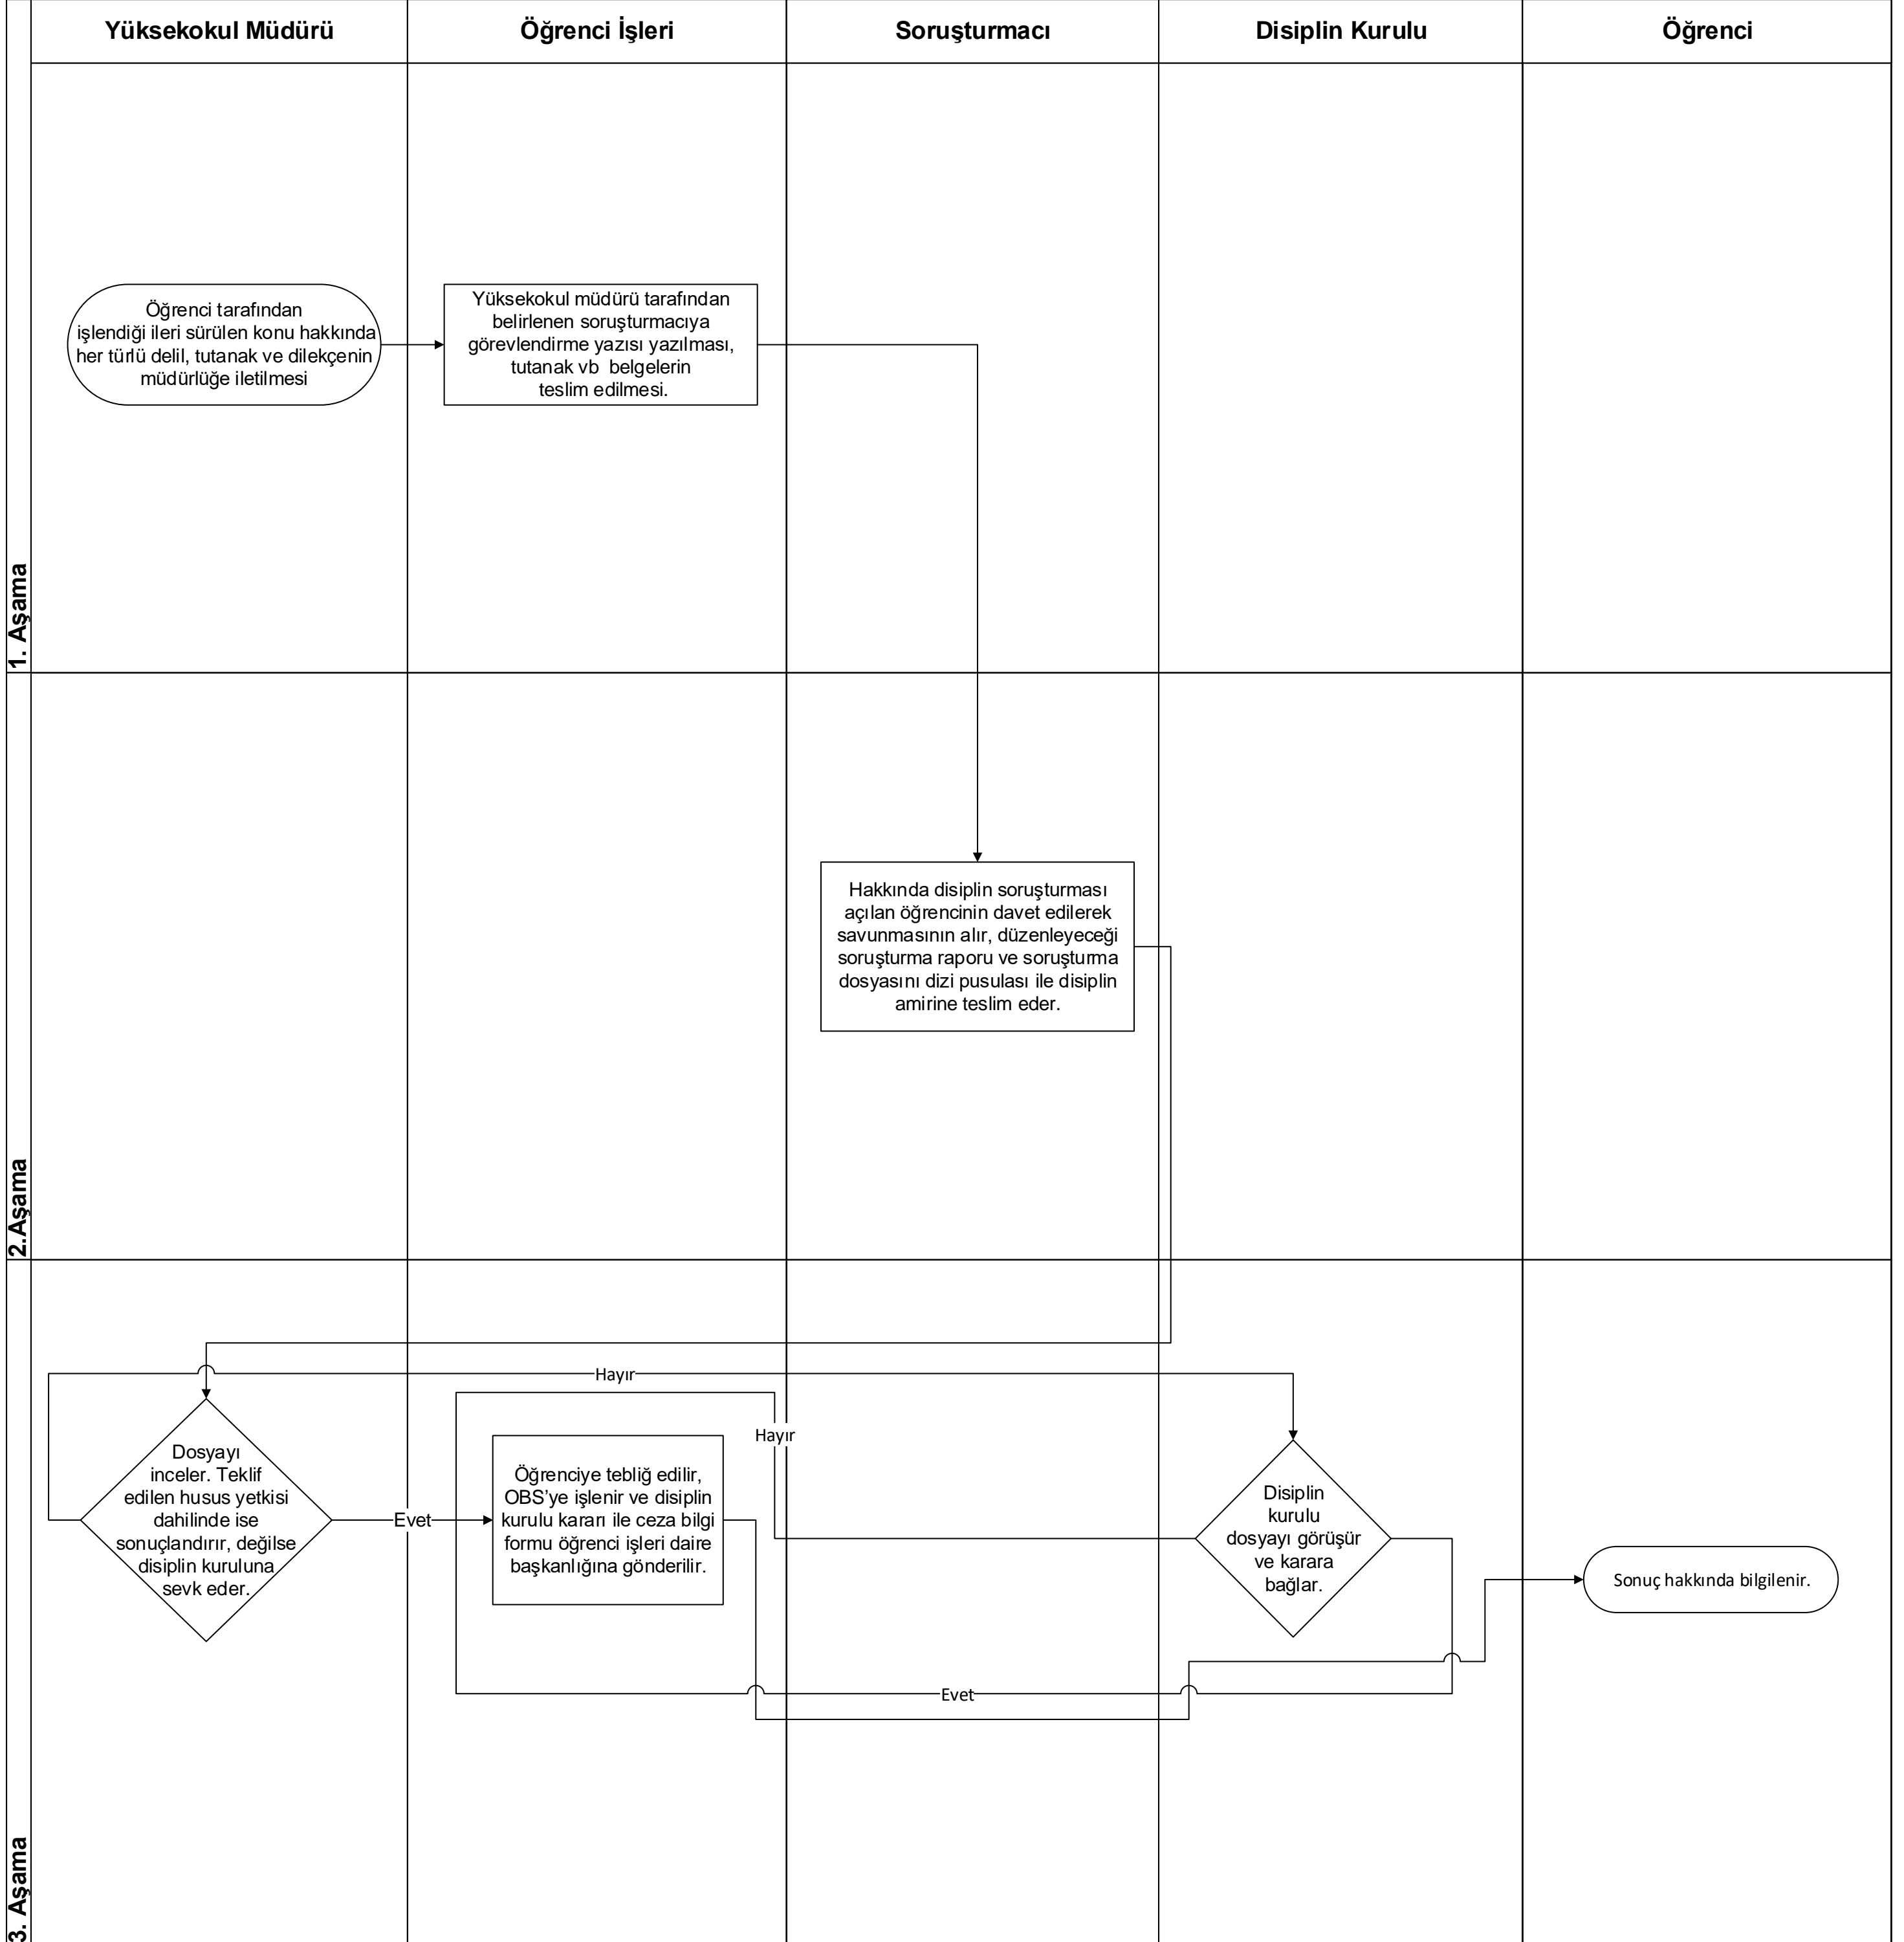 Yüksekokul Müdürü
Öğrenci İşleri
Soruşturmacı
Disiplin Kurulu
Öğrenci
1. Aşama
Öğrenci tarafından
işlendiği ileri sürülen konu hakkında
her türlü delil, tutanak ve dilekçenin
müdürlüğe iletilmesi
Yüksekokul müdürü tarafından
belirlenen soruşturmacıya
görevlendirme yazısı yazılması,
tutanak vb  belgelerin
teslim edilmesi.
2.Aşama
Hakkında disiplin soruşturması
açılan öğrencinin davet edilerek
savunmasının alır, düzenleyeceği
soruşturma raporu ve soruşturma
dosyasını dizi pusulası ile disiplin
amirine teslim eder.
3. Aşama
Hayır
Dosyayı
inceler. Teklif
edilen husus yetkisi
dahilinde ise
sonuçlandırır, değilse
disiplin kuruluna
sevk eder.
Evet
Öğrenciye tebliğ edilir,
OBS'ye işlenir ve disiplin
kurulu kararı ile ceza bilgi
formu öğrenci işleri daire
başkanlığına gönderilir.
Hayır
Disiplin
kurulu
dosyayı görüşür
ve karara
bağlar.
Sonuç hakkında bilgilenir.
Evet